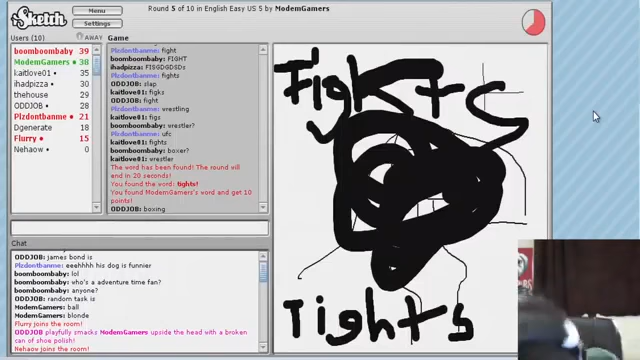 iSketch
Menu
Settings
Round 5 of 10 in English Easy US 5 by ModemGamers
Users (10)
boomboombaby 39
ModemGamers • 38
kaitlove01 • 35
ihadpizza • 30
thehouse 29
ODDJOB • 28
Plzdontbanme • 21
Dgenerate 18
Flurry • 15
Nehaow • 0
Game
Plzdontbanme: fight
boomboombaby: FIGHT
ihadpizza: FISGDGDSDs
Plzdontbanme: fights
ODDJOB: slap
kaitlove01: figks
ODDJOB: fight
Plzdontbanme: wrestling
kaitlove01: figs
boomboombaby: wrestler?
Plzdontbanme: ufc
kaitlove01: fights
boomboombaby: boxer?
kaitlove01: wrestler
The word has been found! The round will
end in 20 seconds!
You found the word: tights!
You found ModemGamers's word and get 10
points!
ODDJOB: boxing
Chat
ODDJOB: james bond is
Plzdontbanme: eeehhhh his dog is funnier
boomboombaby: lol
boomboombaby: who's a adventure time fan?
boomboombaby: anyone?
ODDJOB: random task is
ModemGamers: ball
ModemGamers: blonde
Flurry joins the room!
ODDJOB playfully smacks ModemGamers upside the head with a broken
can of shoe polish!
Nehaow joins the room!
Fights
Tights